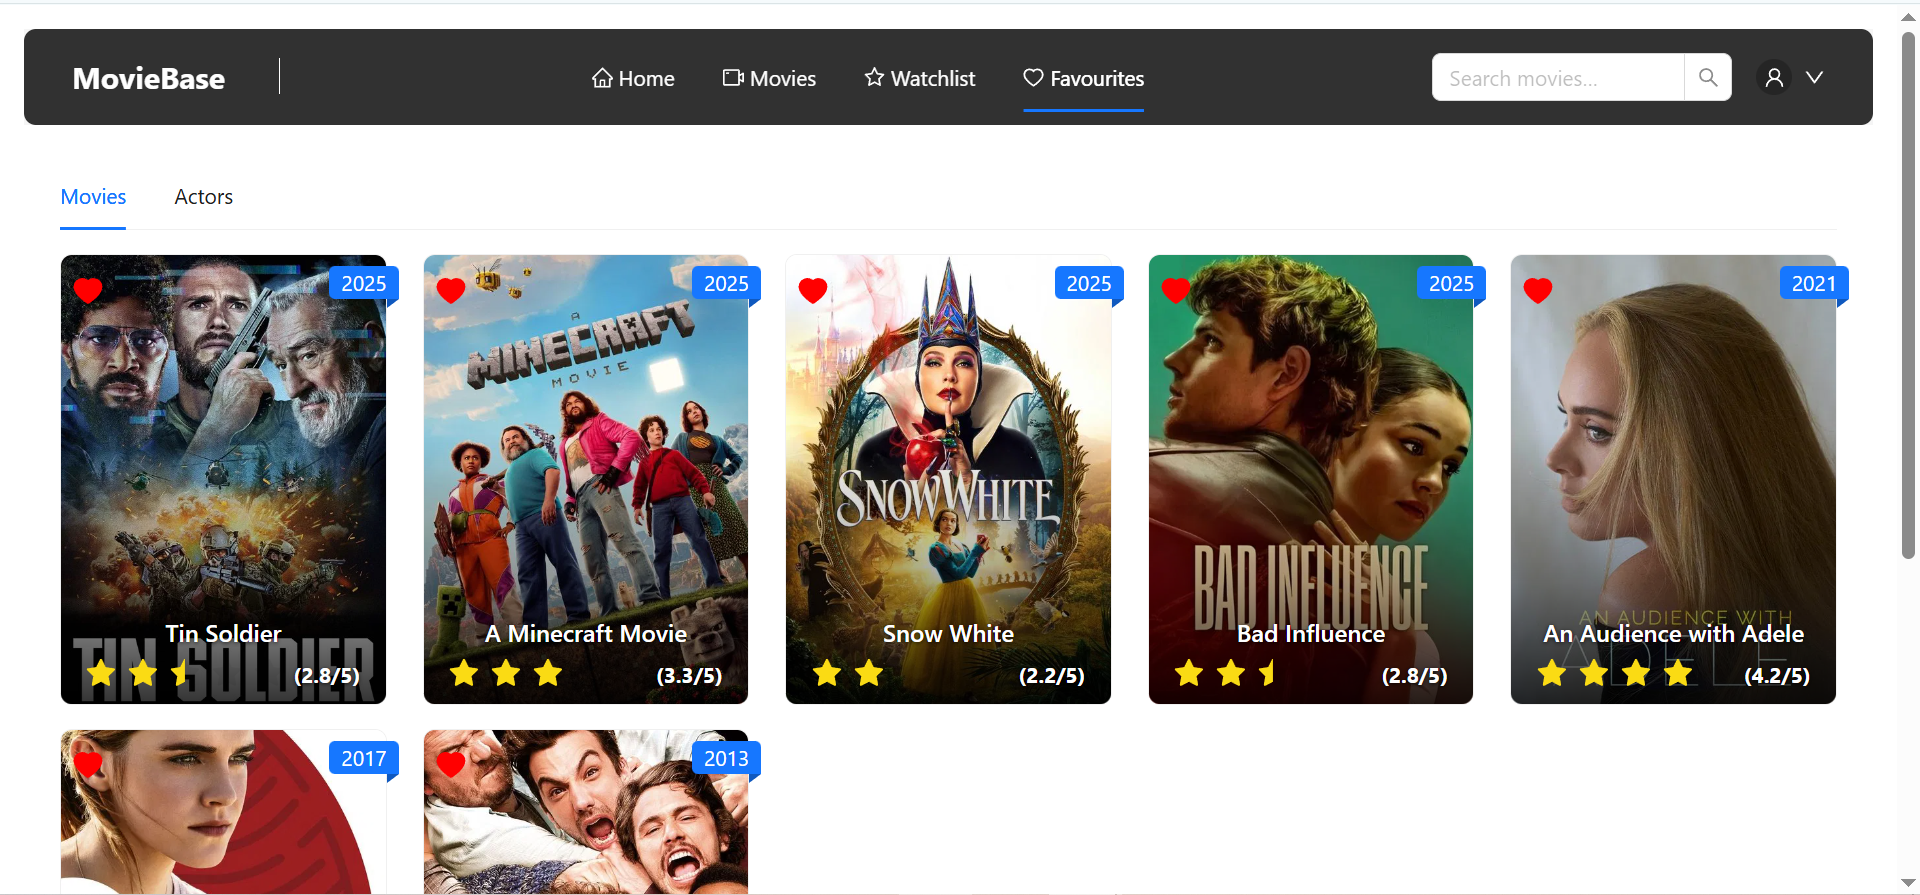 MovieBase
Home
Movies
Watchlist
Favourites
Search movies...
Movies
Actors
2025
TIN SOLDIER
Tin Soldier
(2.8/5)
2025
A
MINECRAFT
MOVIE
A Minecraft Movie
(3.3/5)
2025
SNOW WHITE
Snow White
(2.2/5)
2025
BAD INFLUENCE
Bad Influence
(2.8/5)
2021
AN AUDIENCE WITH
ADELE
An Audience with Adele
(4.2/5)
2017
2013